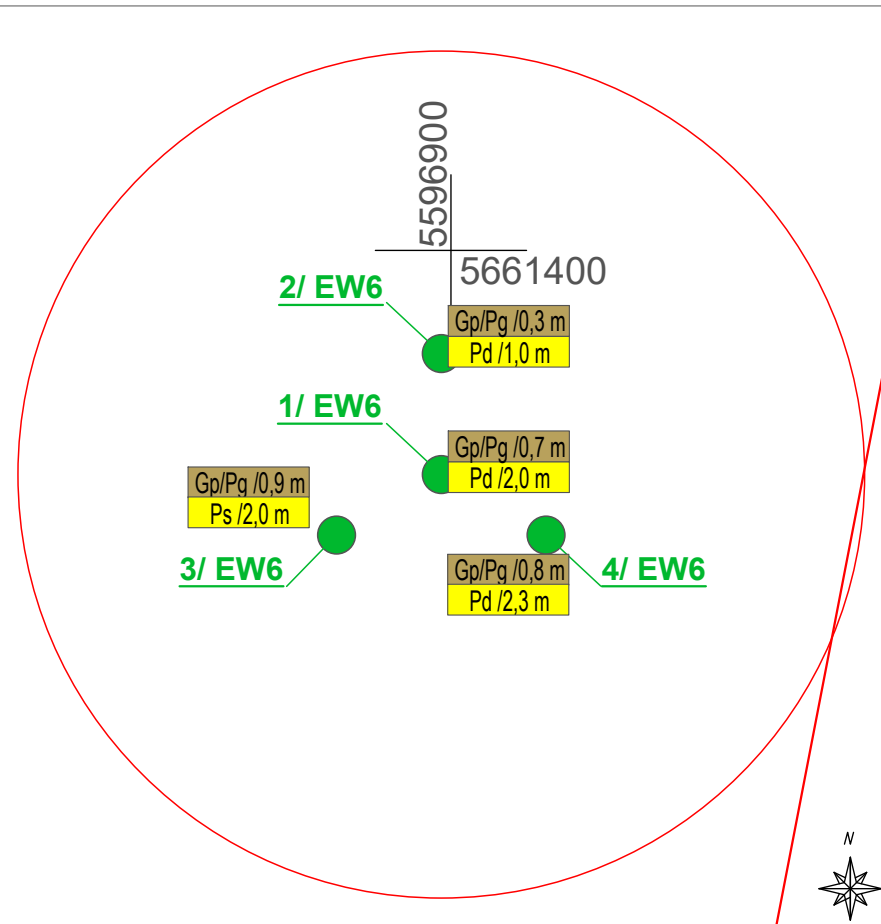 5596900
5661400
2/ EW6
Gp/Pg /0,3 m
Pd /1,0 m
1/ EW6
Gp/Pg /0,7 m
Pd /2,0 m
Gp/Pg /0,9 m
Ps /2,0 m
3/ EW6
Gp/Pg /0,8 m
Pd /2,3 m
4/ EW6
N